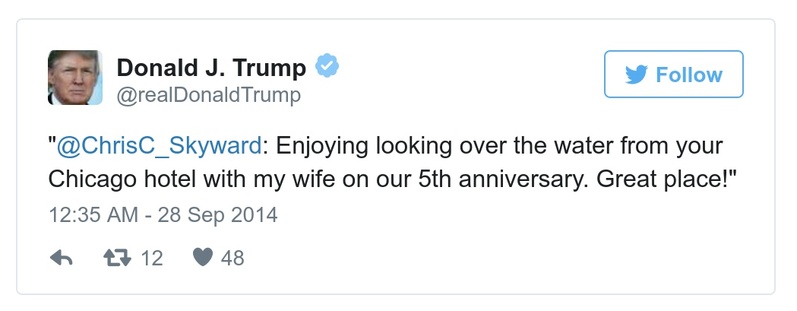 Donald J. Trump
@realDonaldTrump
Follow
"@ChrisC_Skyward: Enjoying looking over the water from your
Chicago hotel with my wife on our 5th anniversary. Great place!"
12:35 AM - 28 Sep 2014
12 48